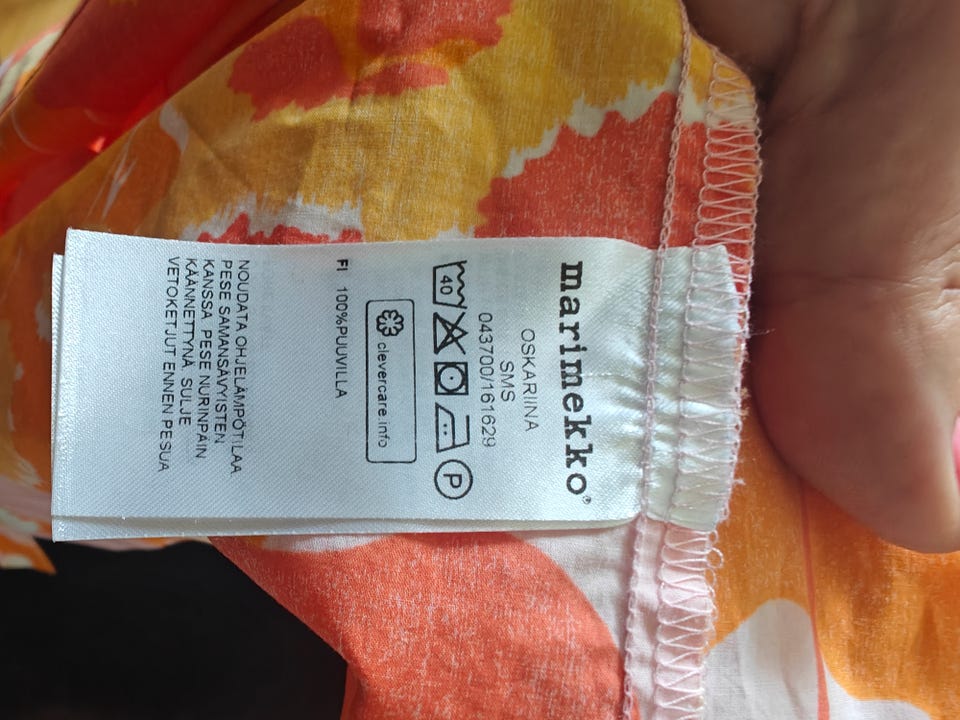 marimekko®
OSKARIINA
SMS
043700/161629
40 P
clevercare.info
FI 100%PUUVILLA
NOUDATA OHJELÄMPÖTILAA
PESE SAMANSÄVYISTEN
KANSSA PESE NURINPÄIN
KÄÄNNETTYNÄ SULJE
VETOKETJUT ENNEN PESUA